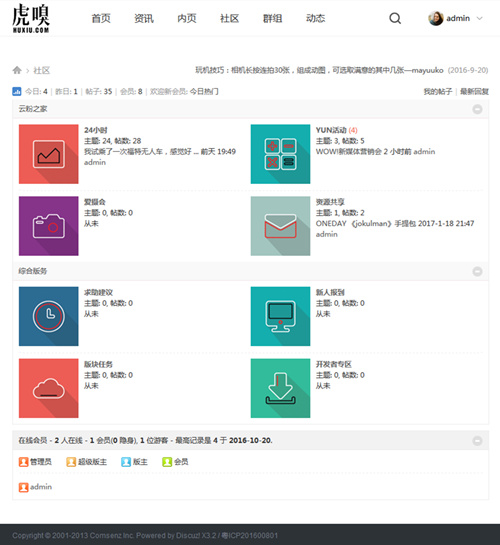 虎嗅
HUXIU.COM
首页 资讯 内页 社区 群组 动态
admin
社区
玩机技巧：相机长按连拍30张，组成动图，可选取满意的其中几张—mayuuko (2016-9-20)
今日: 4 | 昨日: 1 | 帖子: 35 | 会员: 8 | 欢迎新会员: 今日热门
我的帖子 | 最新回复
云粉之家
24小时
主题: 24, 帖数: 28
我试乘了一次福特无人车，感觉好 ... 前天 19:49
admin
YUN活动 (4)
主题: 3, 帖数: 5
WOW!新媒体营销会 2 小时前 admin
爱摄会
主题: 0, 帖数: 0
从未
资源共享
主题: 1, 帖数: 2
ONEDAY 《jokulman》手提包 2017-1-18 21:47
admin
综合版务
求助建议
主题: 0, 帖数: 0
从未
新人报到
主题: 0, 帖数: 0
从未
版块任务
主题: 0, 帖数: 0
从未
开发者专区
主题: 0, 帖数: 0
从未
在线会员 - 2 人在线 - 1 会员(0 隐身), 1 位游客 - 最高记录是 4 于 2016-10-20.
管理员 超级版主 版主 会员
admin
Copyright © 2001-2013 Comsenz Inc. Powered by Discuz! X3.2 / 粤ICP201600801